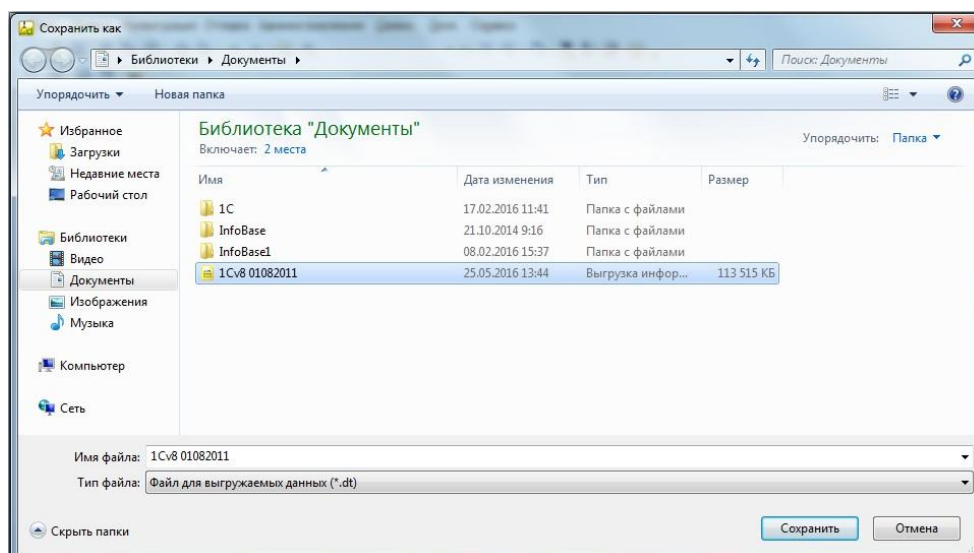 Сохранить как
Библиотеки Документы
Поиск: Документы
Упорядочить Новая папка
Избранное
Загрузки
Недавние места
Рабочий стол
Библиотеки
Видео
Документы
Изображения
Музыка
Компьютер
Сеть
Библиотека "Документы"
Включает: 2 места
Упорядочить: Папка
Имя Дата изменения Тип Размер
1C 17.02.2016 11:41 Папка с файлами
InfoBase 21.10.2014 9:16 Папка с файлами
InfoBase1 08.02.2016 15:37 Папка с файлами
1Cv8 01082011 25.05.2016 13:44 Выгрузка инфор... 113 515 КБ
Имя файла: 1Cv8 01082011
Тип файла: Файл для выгружаемых данных (*.dt)
Скрыть папки
Сохранить Отмена